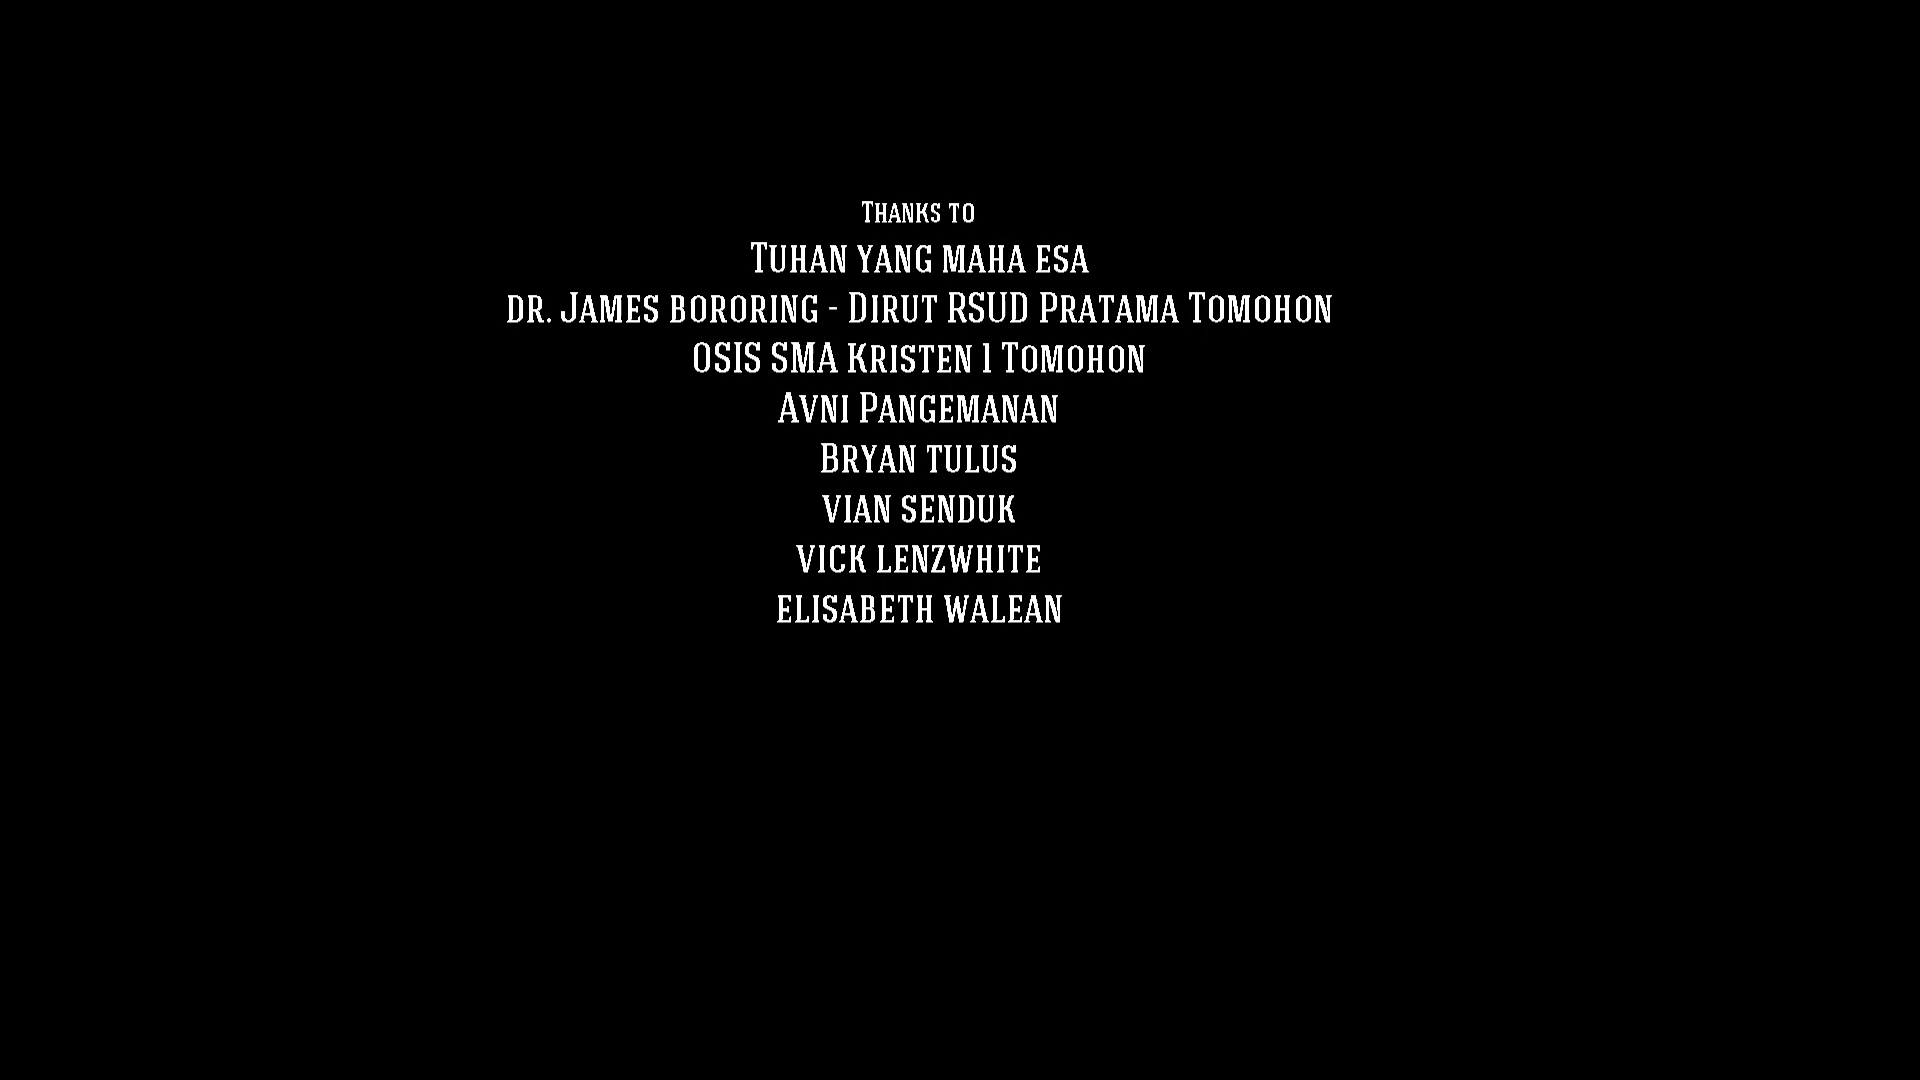 Thanks to
Tuhan yang maha esa
dr. James bororing - Dirut RSUD Pratama Tomohon
OSIS SMA Kristen 1 Tomohon
Avni Pangemanan
Bryan tulus
vian senduk
vick lenzwhite
elisabeth walean